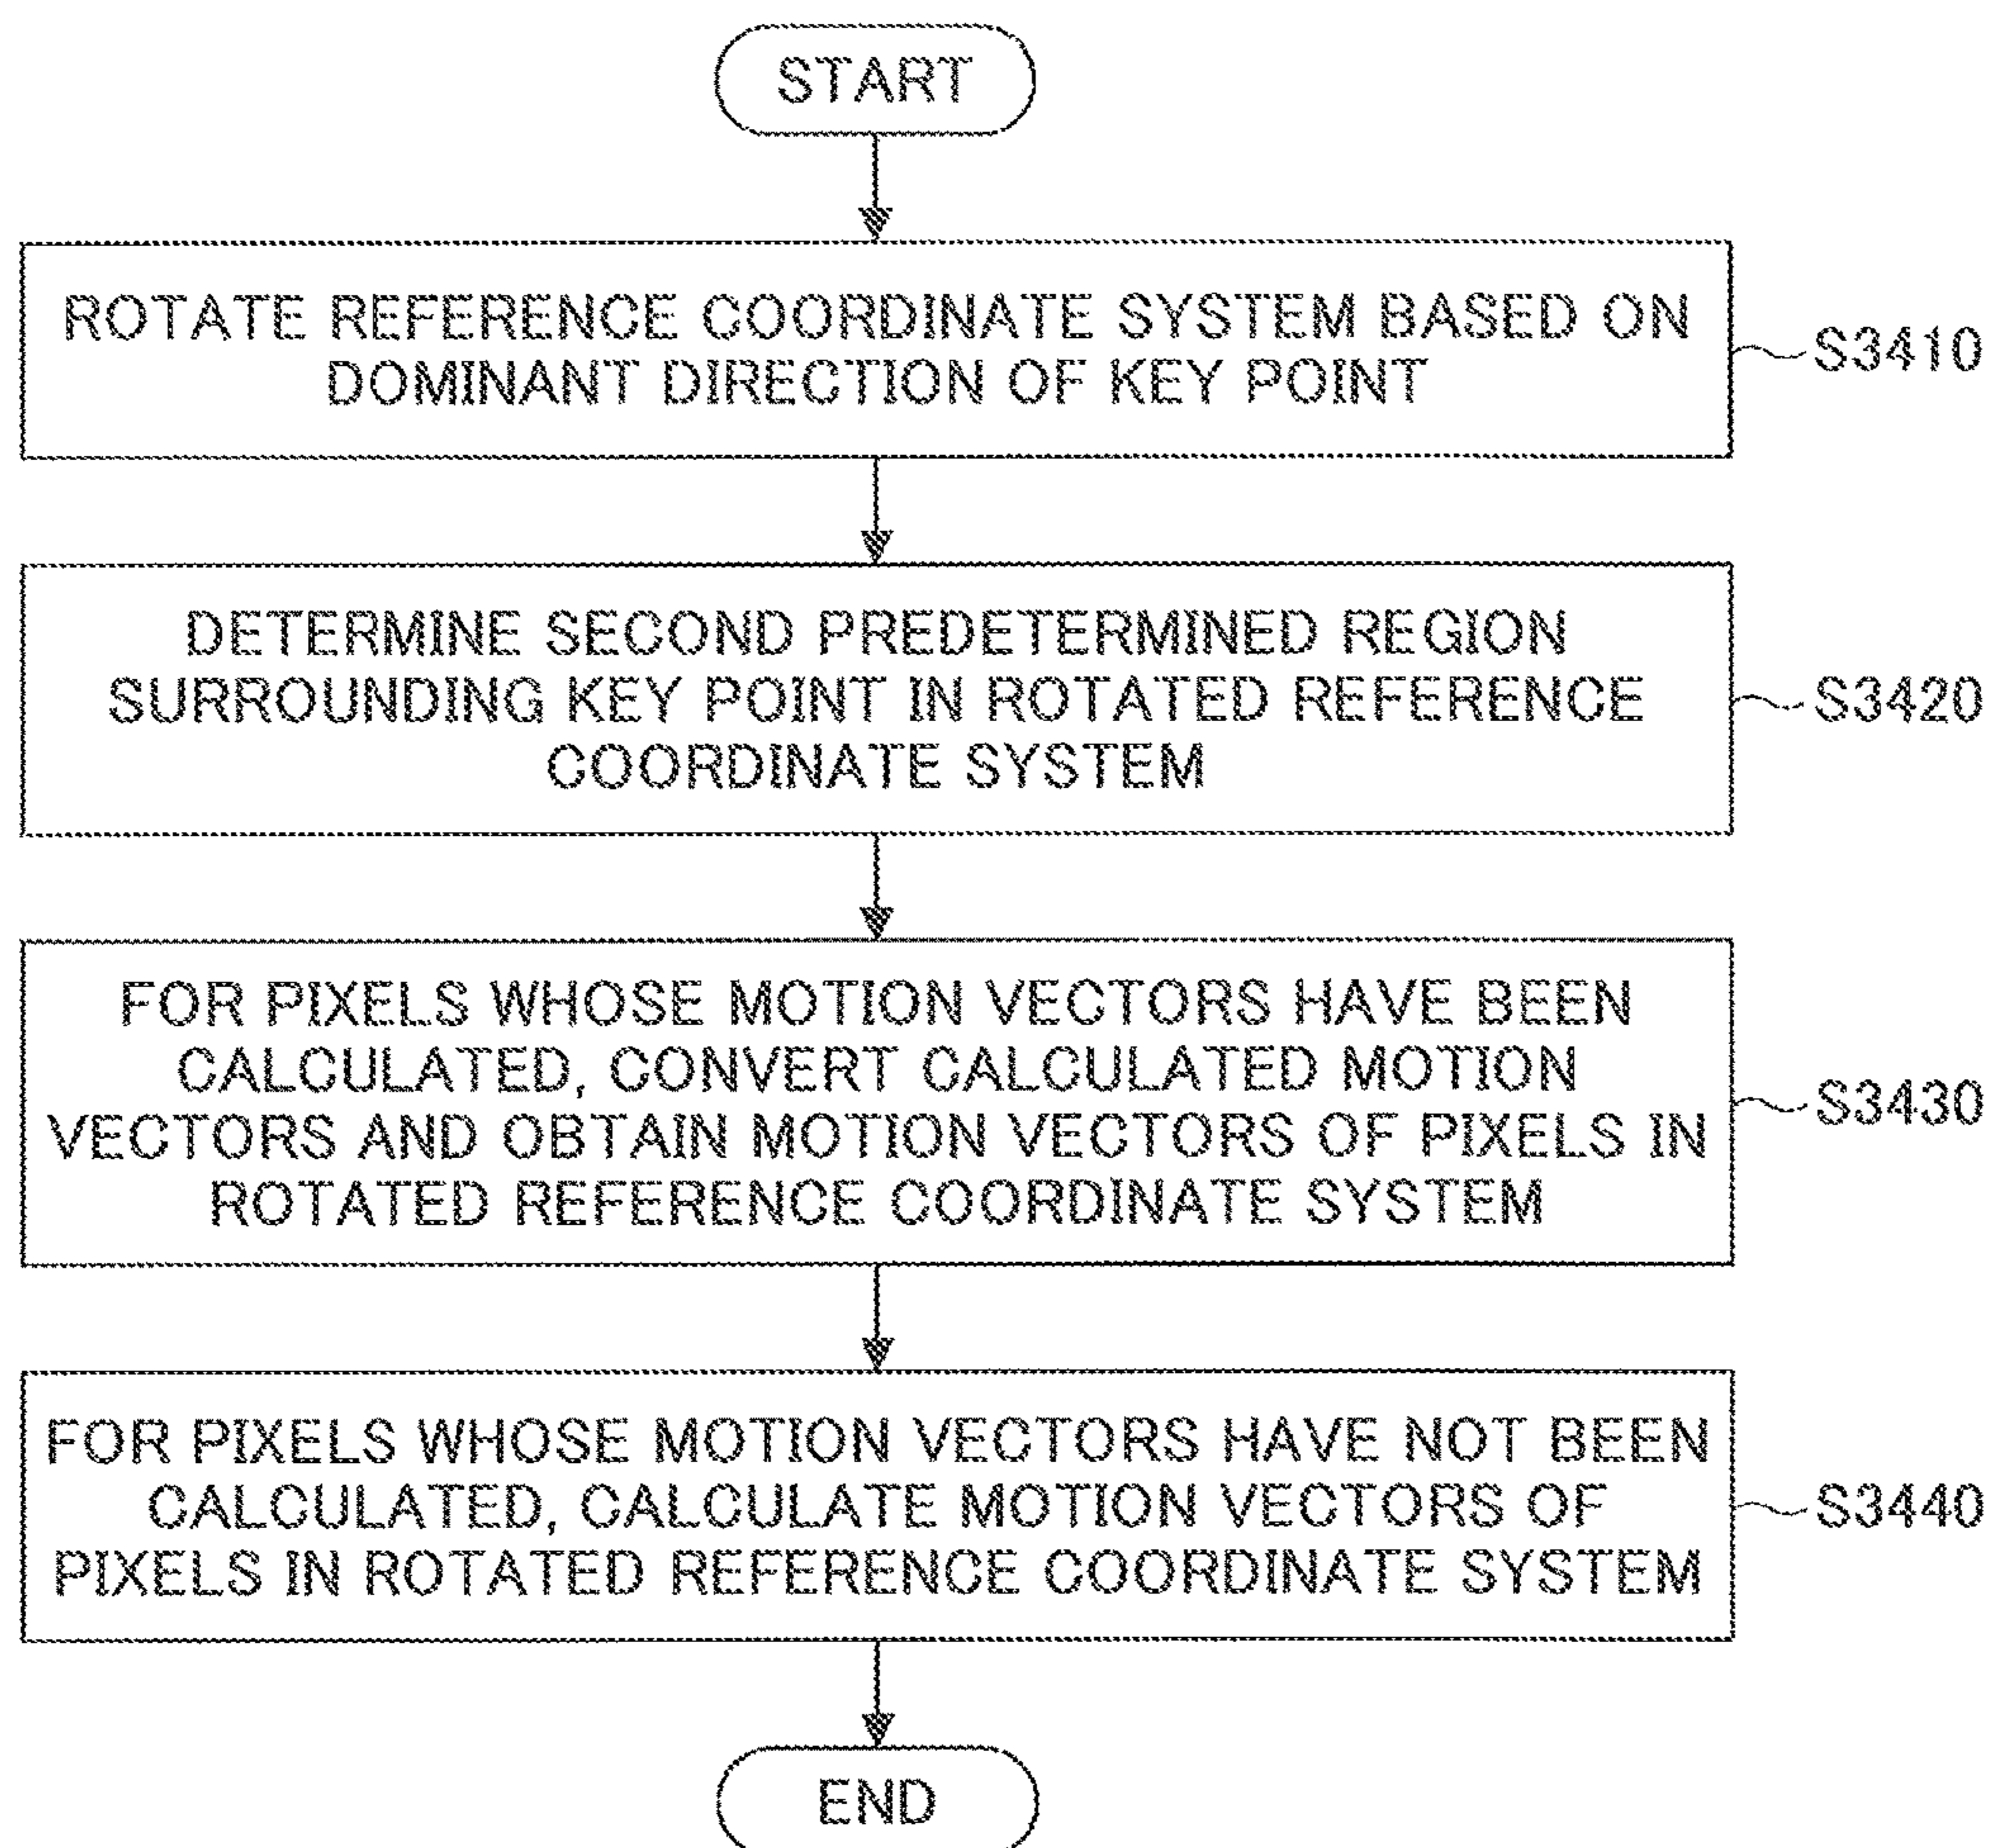 START
ROTATE REFERENCE COORDINATE SYSTEM BASED ON
DOMINANT DIRECTION OF KEY POINT
S3410
DETERMINE SECOND PREDETERMINED REGION
SURROUNDING KEY POINT IN ROTATED REFERENCE
COORDINATE SYSTEM
S3420
FOR PIXELS WHOSE MOTION VECTORS HAVE BEEN
CALCULATED, CONVERT CALCULATED MOTION
VECTORS AND OBTAIN MOTION VECTORS OF PIXELS IN
ROTATED REFERENCE COORDINATE SYSTEM
S3430
FOR PIXELS WHOSE MOTION VECTORS HAVE NOT BEEN
CALCULATED, CALCULATE MOTION VECTORS OF
PIXELS IN ROTATED REFERENCE COORDINATE SYSTEM
S3440
END